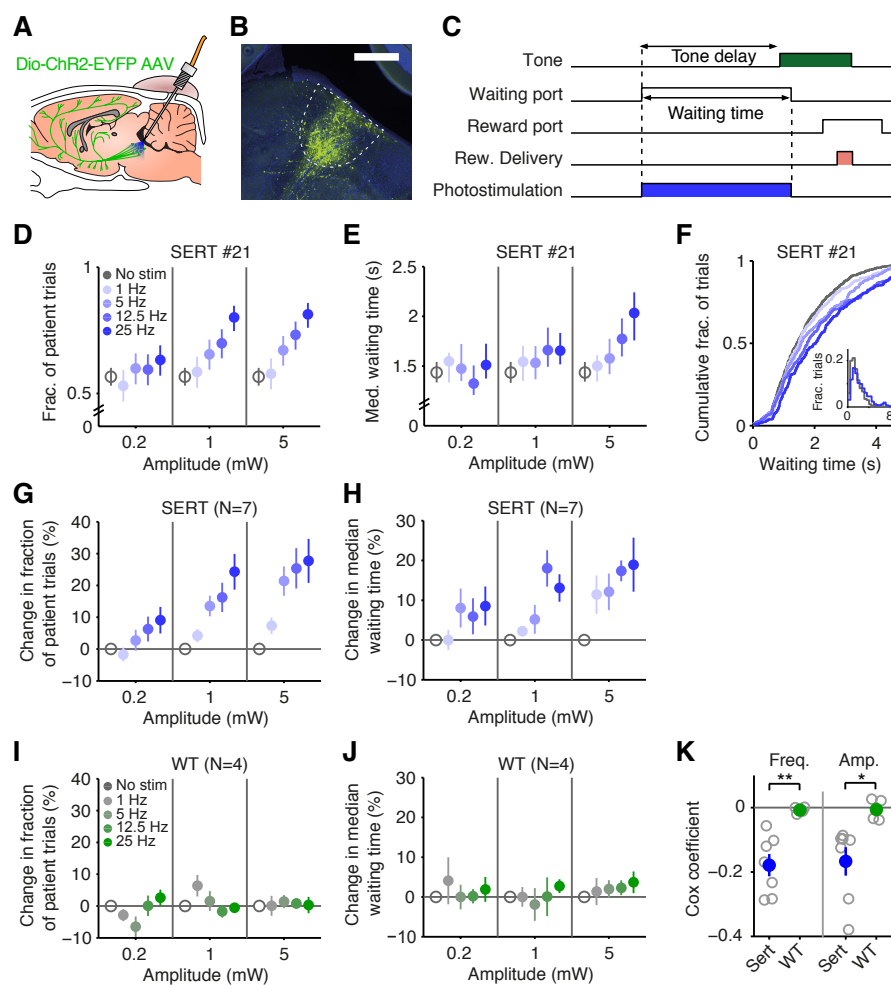 A
Dio-ChR2-EYFP AAV
B
C
Tone
Tone delay
Waiting port
Waiting time
Reward port
Rew. Delivery
Photostimulation
D
SERT #21
Frac. of patient trials
1
0.5
0
No stim
1 Hz
5 Hz
12.5 Hz
25 Hz
0.2
1
5
Amplitude (mW)
E
SERT #21
Med. waiting time (s)
2.5
2
1.5
1
0
0.2
1
5
Amplitude (mW)
F
SERT #21
Cumulative frac. of trials
1
0
0
2
4
Waiting time (s)
Frac. trials
0.2
0
0
8
G
SERT (N=7)
Change in fraction
of patient trials (%)
40
30
20
10
0
−10
0.2
1
5
Amplitude (mW)
H
SERT (N=7)
Change in median
waiting time (%)
30
20
10
0
−10
0.2
1
5
Amplitude (mW)
I
WT (N=4)
Change in fraction
of patient trials (%)
40
30
20
10
0
−10
No stim
1 Hz
5 Hz
12.5 Hz
25 Hz
0.2
1
5
Amplitude (mW)
J
WT (N=4)
Change in median
waiting time (%)
30
20
10
0
−10
0.2
1
5
Amplitude (mW)
K
Freq.
Amp.
**
*
Cox coefficient
0
−0.2
−0.4
Sert
WT
Sert
WT